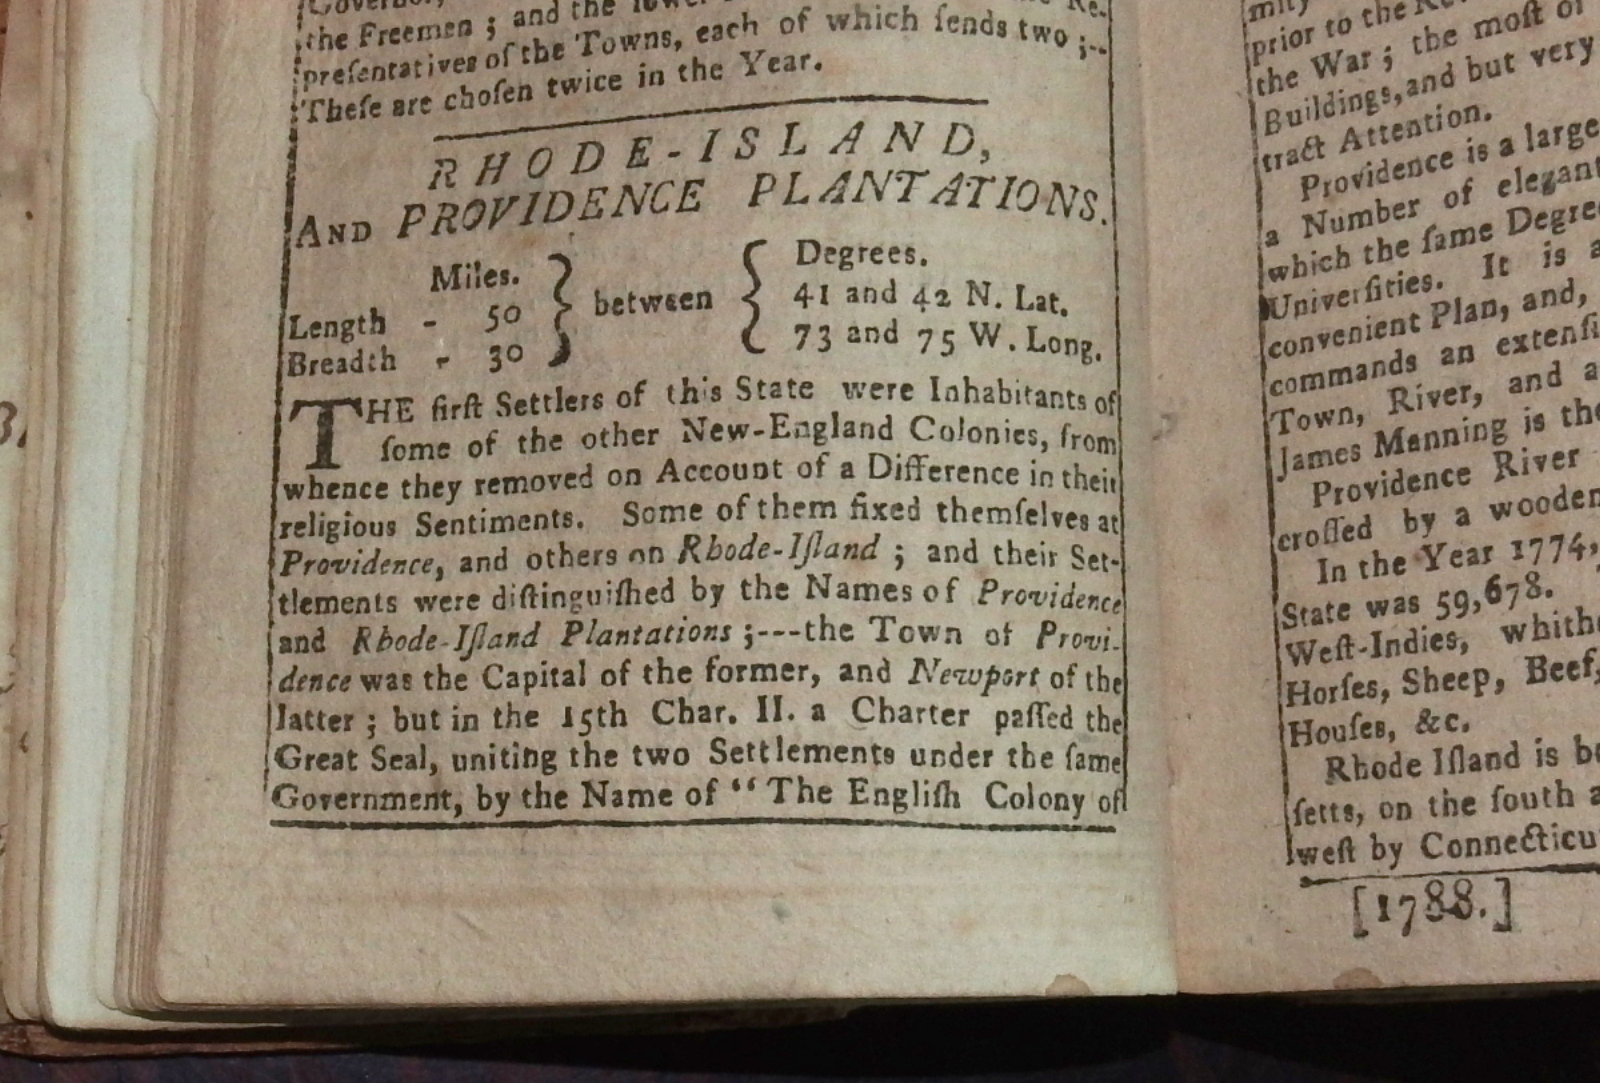 the Freemen ; and the lower
presentatives of the Towns, each of which ſends two ;--
Theſe are choſen twice in the Year.
RHODE-ISLAND,
AND PROVIDENCE PLANTATIONS.
Miles. Degrees.
Length - 50 } between { 41 and 42 N. Lat.
Breadth - 30 73 and 75 W. Long.
THE firſt Settlers of this State were Inhabitants of
ſome of the other New-England Colonies, from
whence they removed on Account of a Difference in their
religious Sentiments. Some of them fixed themſelves at
Providence, and others on Rhode-Iſland ; and their Set-
tlements were diſtinguiſhed by the Names of Providence
and Rhode-Iſland Plantations ;---the Town of Provi-
dence was the Capital of the former, and Newport of the
latter ; but in the 15th Char. II. a Charter paſſed the
Great Seal, uniting the two Settlements under the ſame
Government, by the Name of “ The Engliſh Colony of
prior to the
the War ; the moſt of
Buildings, and but very
tract Attention.
Providence is a large
a Number of elegant
which the ſame Degree
Univerſities. It is a
convenient Plan, and,
commands an
Town, River, and a
James Manning is the
Providence River
croſſed by a wooden
In the Year 1774,
State was 59,678.
Weſt-Indies,
Horſes, Sheep, Beef,
Houſes, &c.
Rhode Iſland is
ſetts, on the ſouth
weſt by
[1788.]